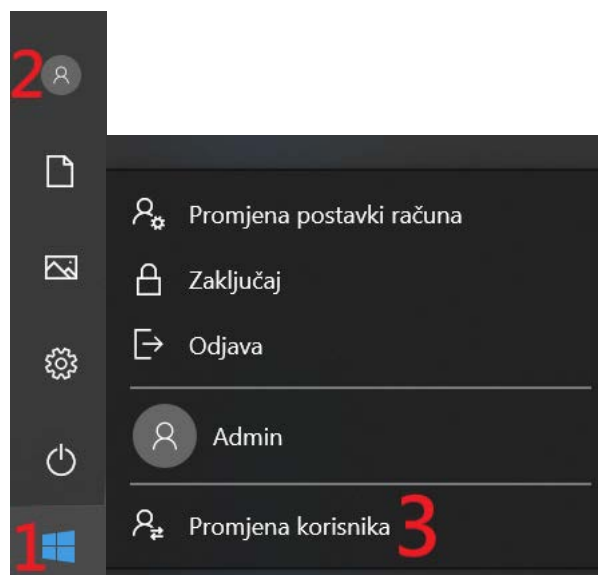 2
Promjena postavki računa
Zaključaj
Odjava
Admin
1
Promjena korisnika 3